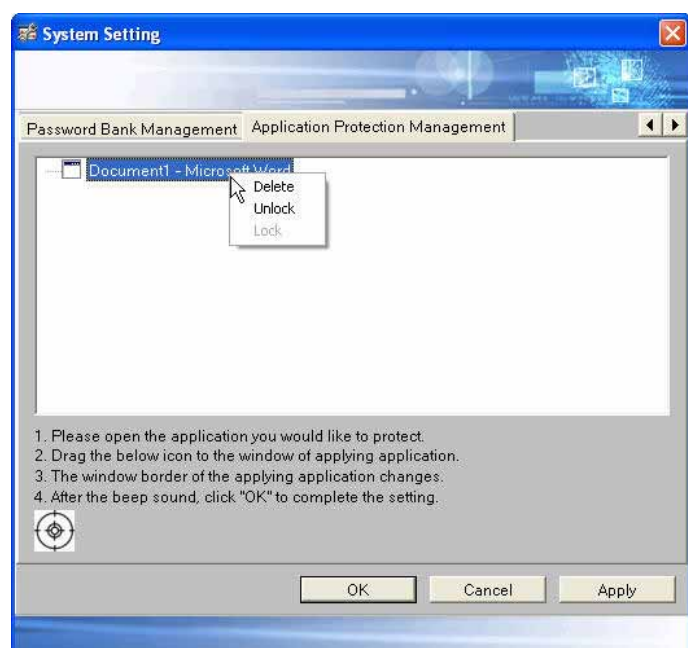 System Setting
Password Bank Management Application Protection Management
Document1 - Microsoft Word
Delete
Unlock
Lock
1. Please open the application you would like to protect.
2. Drag the below icon to the window of applying application.
3. The window border of the applying application changes.
4. After the beep sound, click "OK" to complete the setting.
OK Cancel Apply